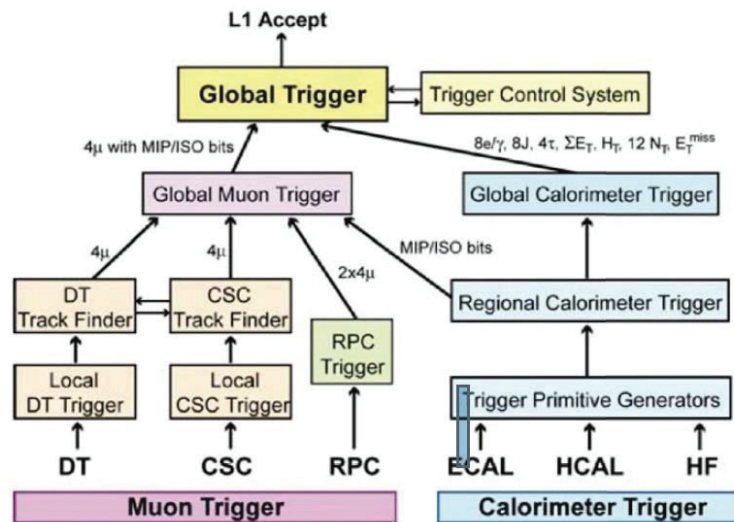 L1 Accept
Global Trigger
Trigger Control System
4μ with MIP/ISO bits
8e/γ, 8J, 4τ, ΣE_T, H_T, 12 N_T, E_T^miss
Global Muon Trigger
Global Calorimeter Trigger
4μ
4μ
2x4μ
MIP/ISO bits
DT
Track Finder
CSC
Track Finder
RPC
Trigger
Regional Calorimeter Trigger
Local
DT Trigger
Local
CSC Trigger
Trigger Primitive Generators
DT
CSC
RPC
ECAL
HCAL
HF
Muon Trigger
Calorimeter Trigger